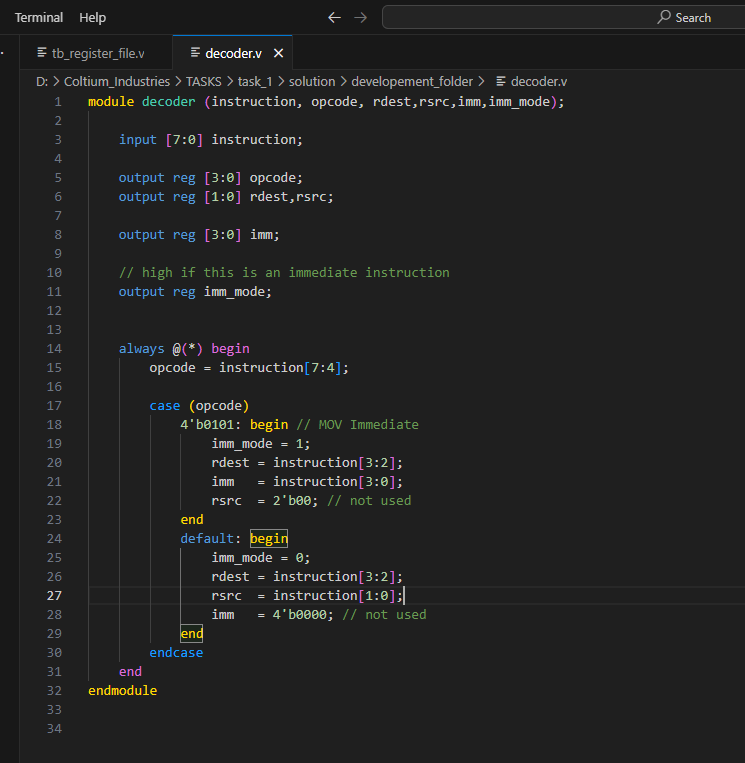 Terminal Help ← → Search
tb_register_file.v decoder.v ×
D: > Coltium_Industries > TASKS > task_1 > solution > developement_folder > decoder.v
1 module decoder (instruction, opcode, rdest,rsrc,imm,imm_mode);
2
3     input [7:0] instruction;
4
5     output reg [3:0] opcode;
6     output reg [1:0] rdest,rsrc;
7
8     output reg [3:0] imm;
9
10     // high if this is an immediate instruction
11     output reg imm_mode;
12
13
14     always @(*) begin
15         opcode = instruction[7:4];
16
17         case (opcode)
18             4'b0101: begin // MOV Immediate
19                 imm_mode = 1;
20                 rdest = instruction[3:2];
21                 imm   = instruction[3:0];
22                 rsrc  = 2'b00; // not used
23             end
24             default: begin
25                 imm_mode = 0;
26                 rdest = instruction[3:2];
27                 rsrc  = instruction[1:0];
28                 imm   = 4'b0000; // not used
29             end
30         endcase
31     end
32 endmodule
33
34